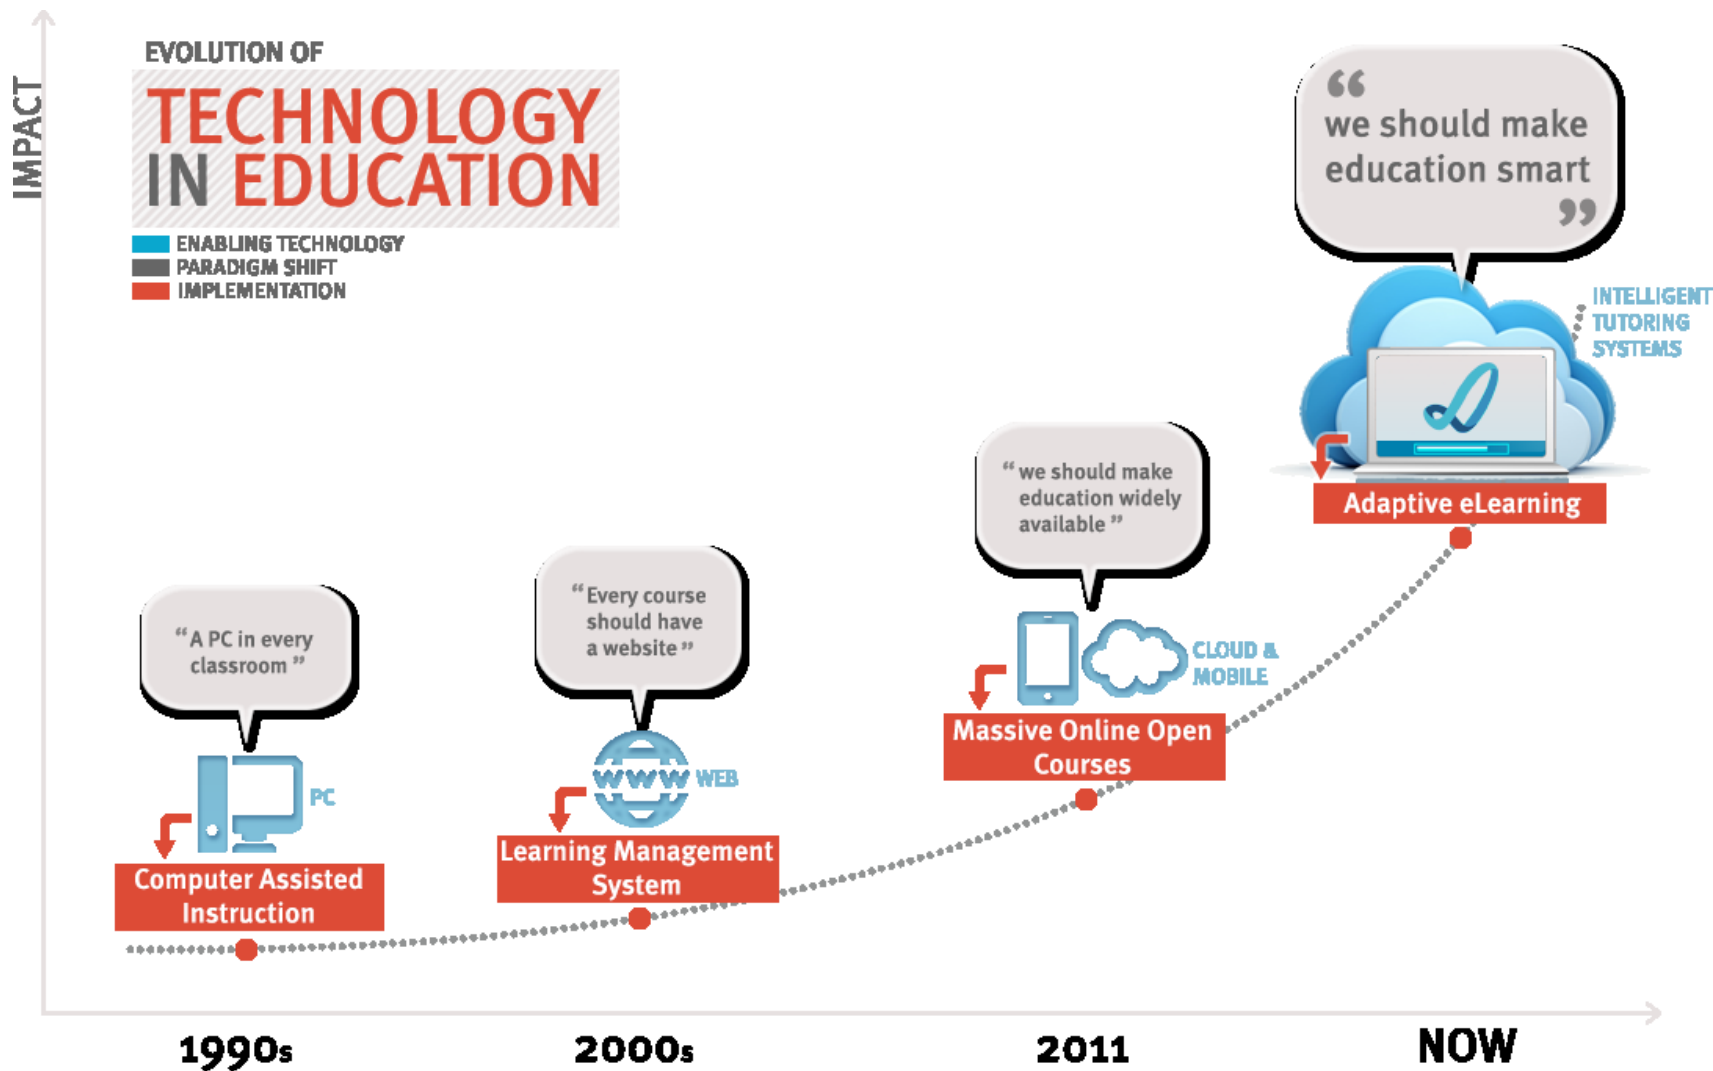 IMPACT
EVOLUTION OF
TECHNOLOGY
IN EDUCATION
ENABLING TECHNOLOGY
PARADIGM SHIFT
IMPLEMENTATION
“ A PC in every
classroom ”
PC
Computer Assisted
Instruction
“ Every course
should have
a website ”
WWW
WEB
Learning Management
System
“ we should make
education widely
available ”
CLOUD &
MOBILE
Massive Online Open
Courses
“
we should make
education smart
”
INTELLIGENT
TUTORING
SYSTEMS
Adaptive eLearning
1990s
2000s
2011
NOW